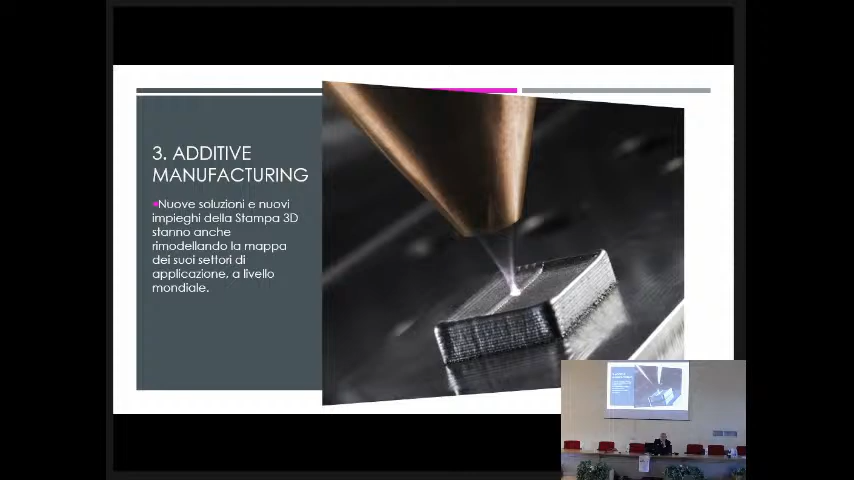 3. ADDITIVE
MANUFACTURING
Nuove soluzioni e nuovi
impieghi della Stampa 3D
stanno anche
rimodellando la mappa
dei suoi settori di
applicazione, a livello
mondiale.